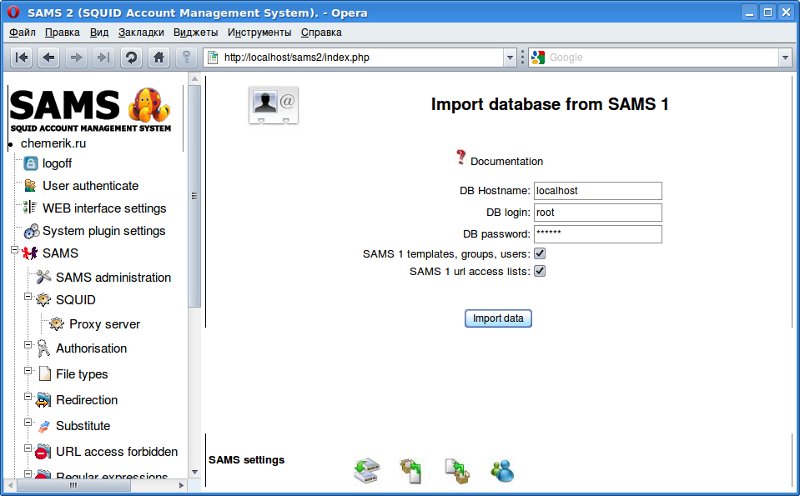 SAMS 2 (SQUID Account Management System). - Opera
Файл Правка Вид Закладки Виджеты Инструменты Справка
http://localhost/sams2/index.php
Google
SAMS
SQUID ACCOUNT MANAGEMENT SYSTEM
chemerik.ru
logoff
User authenticate
WEB interface settings
System plugin settings
SAMS
SAMS administration
SQUID
Proxy server
Authorisation
File types
Redirection
Substitute
URL access forbidden
Regular expressions
Import database from SAMS 1
Documentation
DB Hostname: localhost
DB login: root
DB password: ******
SAMS 1 templates, groups, users:
SAMS 1 url access lists:
Import data
SAMS settings